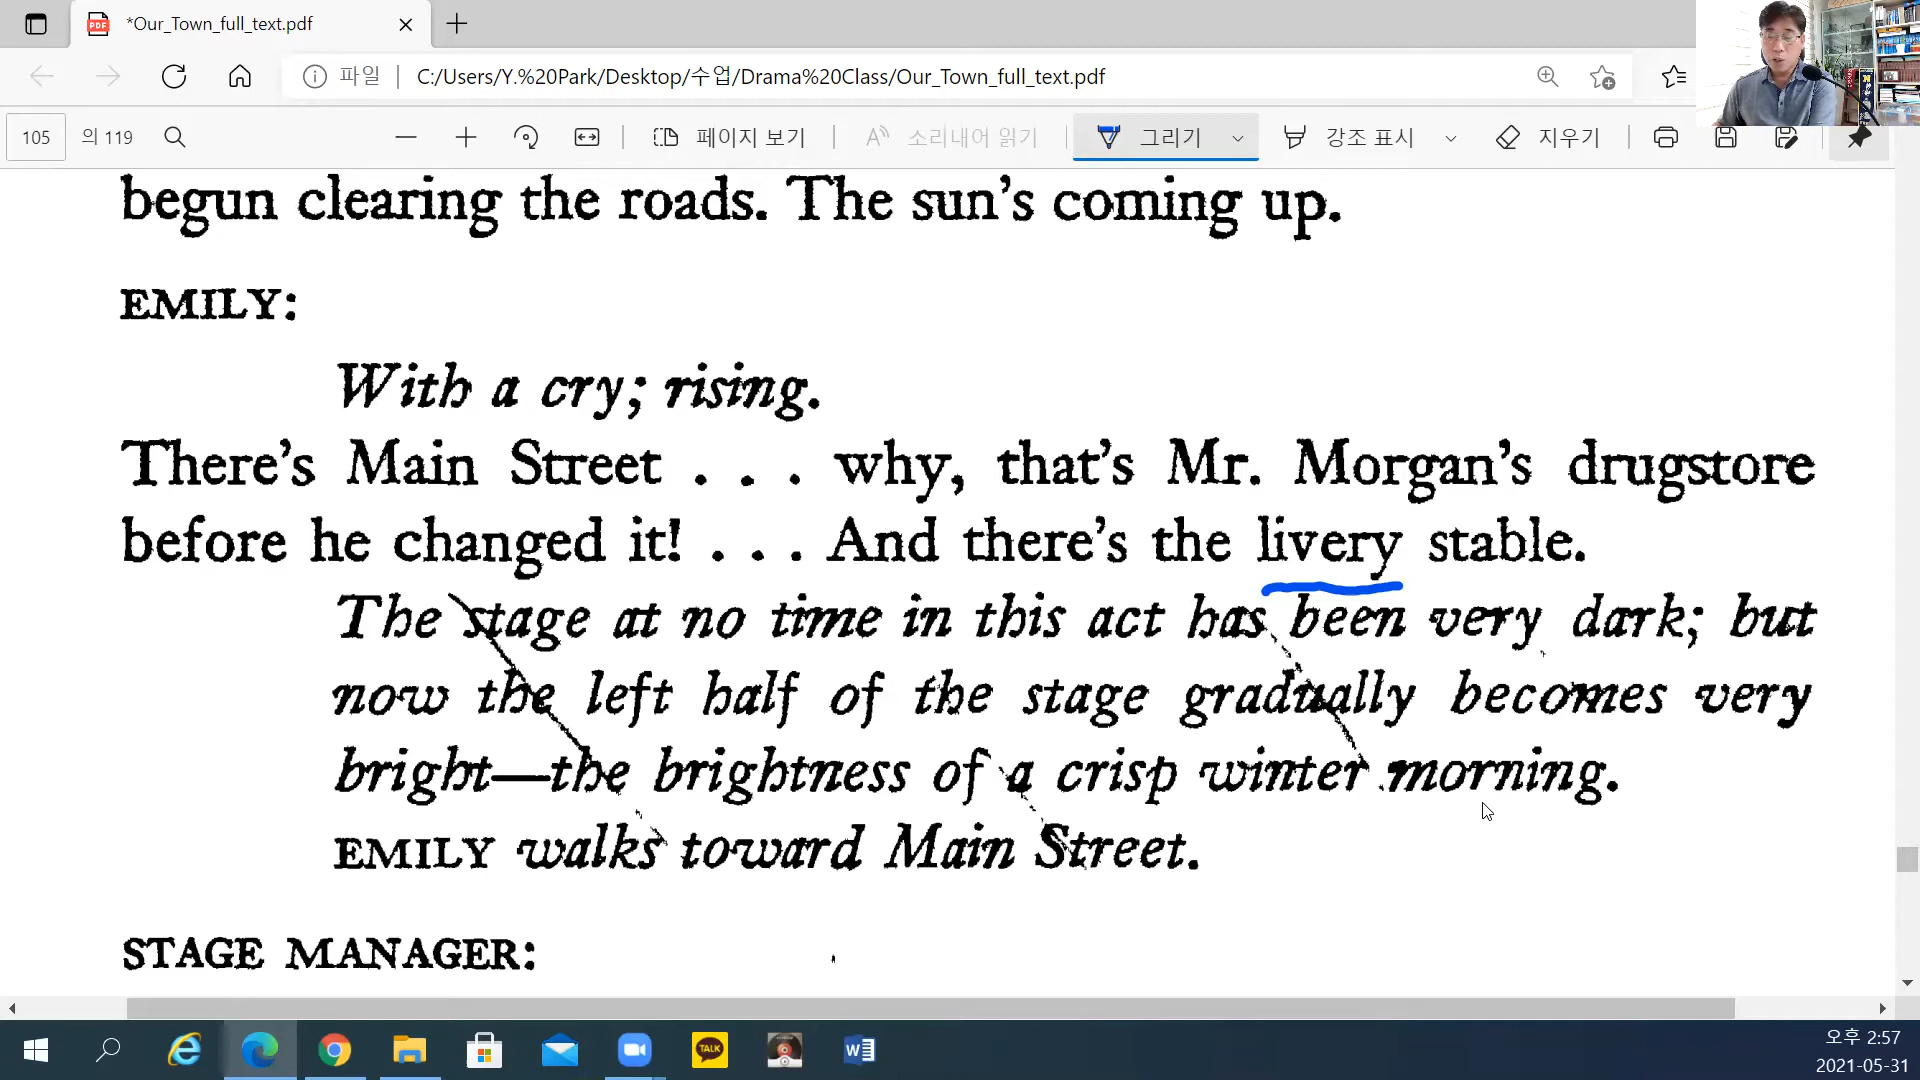 *Our_Town_full_text.pdf
파일 C:/Users/Y.%20Park/Desktop/수업/Drama%20Class/Our_Town_full_text.pdf
105 의 119 페이지 보기 소리내어 읽기 그리기 강조 표시 지우기
begun clearing the roads. The sun's coming up.
EMILY:
With a cry; rising.
There's Main Street . . . why, that's Mr. Morgan's drugstore
before he changed it! . . . And there's the livery stable.
The stage at no time in this act has been very dark; but
now the left half of the stage gradually becomes very
bright—the brightness of a crisp winter morning.
EMILY walks toward Main Street.
STAGE MANAGER:
TALK
오후 2:57
2021-05-31